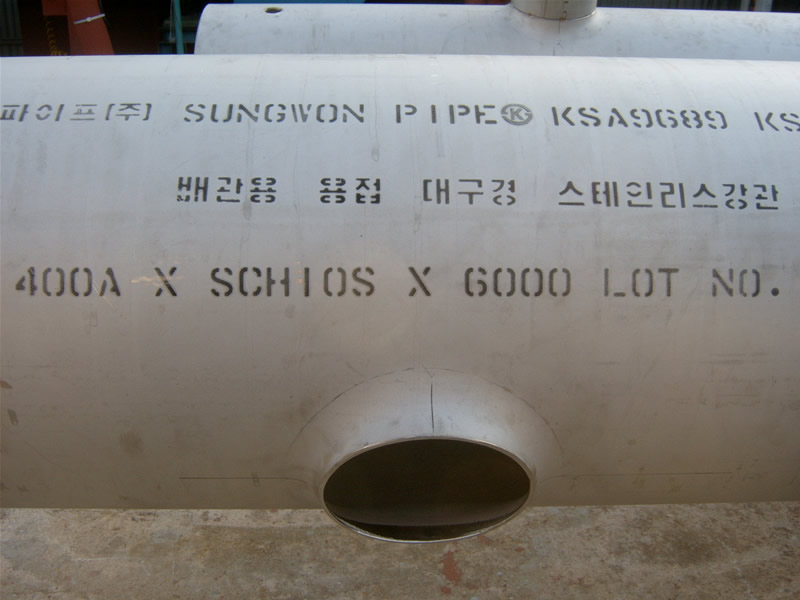 파이프(주) SUNGWON PIPE Ⓚ KSA9689 KS
배관용 용접 대구경 스테인리스강관
400A X SCH10S X 6000 LOT NO.